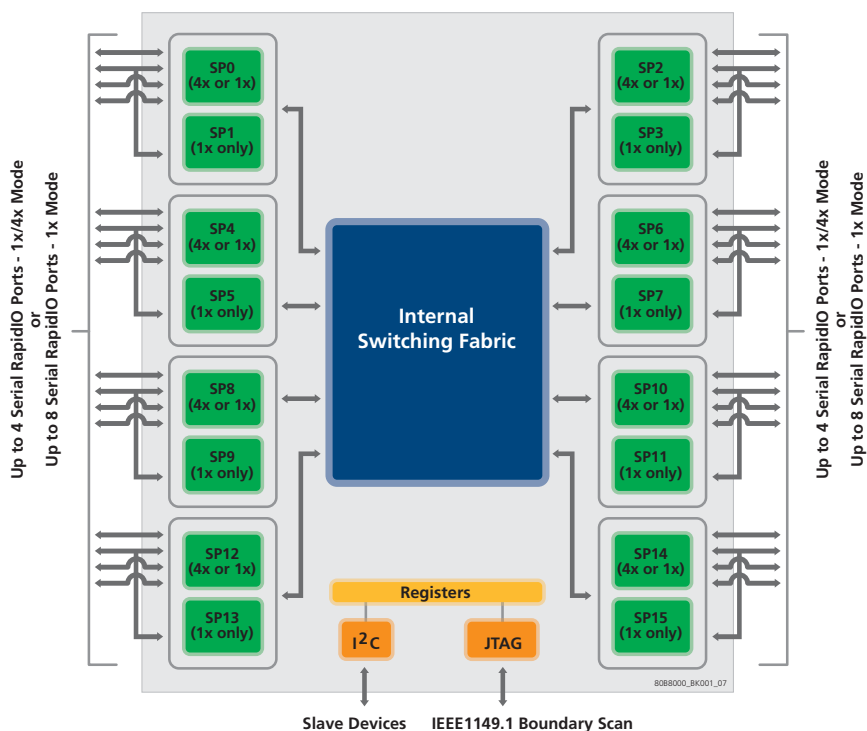 Up to 4 Serial RapidIO Ports - 1x/4x Mode
or
Up to 8 Serial RapidIO Ports - 1x Mode
SP0
(4x or 1x)
SP1
(1x only)
SP4
(4x or 1x)
SP5
(1x only)
SP8
(4x or 1x)
SP9
(1x only)
SP12
(4x or 1x)
SP13
(1x only)
Internal
Switching Fabric
Registers
I²C
JTAG
Slave Devices
IEEE1149.1 Boundary Scan
SP2
(4x or 1x)
SP3
(1x only)
SP6
(4x or 1x)
SP7
(1x only)
SP10
(4x or 1x)
SP11
(1x only)
SP14
(4x or 1x)
SP15
(1x only)
80B8000_BK001_07
Up to 4 Serial RapidIO Ports - 1x/4x Mode
or
Up to 8 Serial RapidIO Ports - 1x Mode